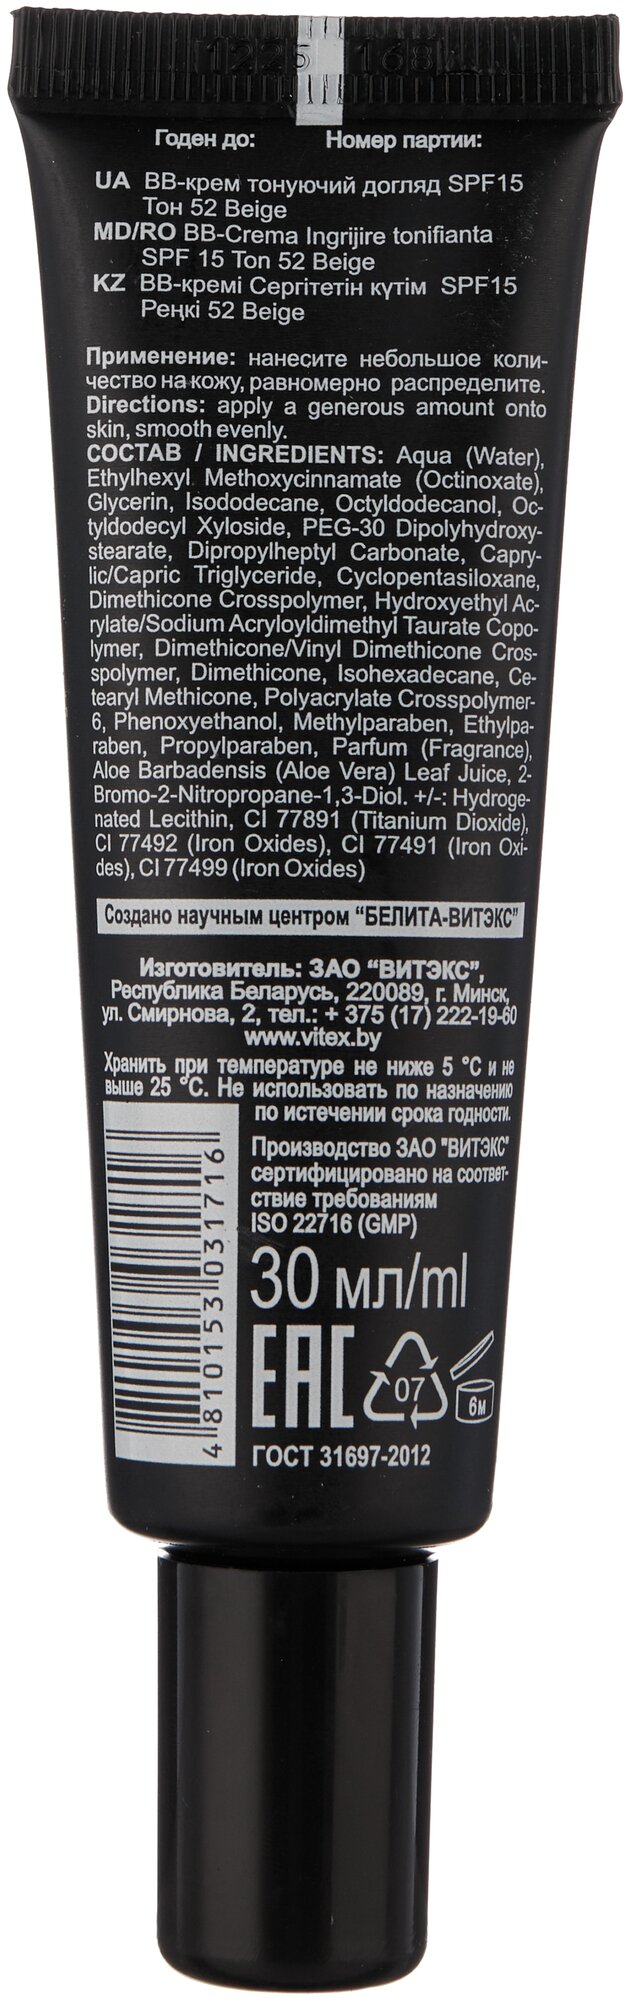 1225 168
Годен до: Номер партии:
UA BB-крем тонуючий догляд SPF15
Тон 52 Beige
MD/RO BB-Crema Ingrijire tonifianta
SPF 15 Ton 52 Beige
KZ BB-кремі Сергітетін күтім SPF15
Реңкі 52 Beige
Применение: нанесите небольшое коли-
чество на кожу, равномерно распределите.
Directions: apply a generous amount onto
skin, smooth evenly.
СОСТАВ / INGREDIENTS: Aqua (Water),
Ethylhexyl Methoxycinnamate (Octinoxate),
Glycerin, Isododecane, Octyldodecanol, Oc-
tyldodecyl Xyloside, PEG-30 Dipolyhydroxy-
stearate, Dipropylheptyl Carbonate, Capry-
lic/Capric Triglyceride, Cyclopentasiloxane,
Dimethicone Crosspolymer, Hydroxyethyl Ac-
rylate/Sodium Acryloyldimethyl Taurate Copo-
lymer, Dimethicone/Vinyl Dimethicone Cros-
spolymer, Dimethicone, Isohexadecane, Ce-
tearyl Methicone, Polyacrylate Crosspolymer-
6, Phenoxyethanol, Methylparaben, Ethylpa-
raben, Propylparaben, Parfum (Fragrance),
Aloe Barbadensis (Aloe Vera) Leaf Juice, 2-
Bromo-2-Nitropropane-1,3-Diol. +/-: Hydroge-
nated Lecithin, CI 77891 (Titanium Dioxide),
CI 77492 (Iron Oxides), CI 77491 (Iron Oxi-
des), CI 77499 (Iron Oxides)
Создано научным центром "БЕЛИТА-ВИТЭКС"
Изготовитель: ЗАО "ВИТЭКС",
Республика Беларусь, 220089, г. Минск,
ул. Смирнова, 2, тел.: + 375 (17) 222-19-60
www.vitex.by
Хранить при температуре не ниже 5 °С и не
выше 25 °С. Не использовать по назначению
по истечении срока годности.
Производство ЗАО "ВИТЭКС"
сертифицировано на соответ-
ствие требованиям
ISO 22716 (GMP)
30 мл/ml
4 810153 031716
EAC
07
6м
ГОСТ 31697-2012